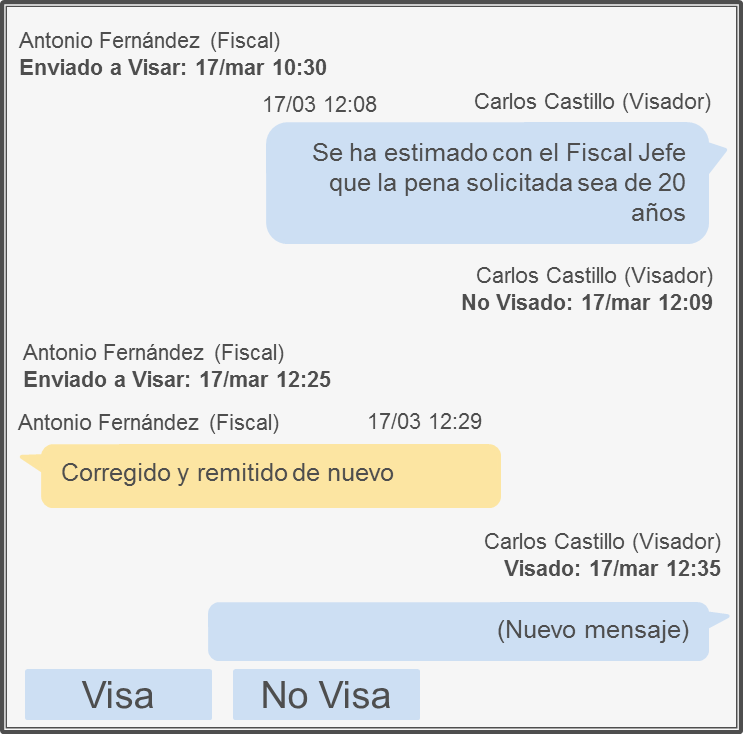 Antonio Fernández (Fiscal)
Enviado a Visar: 17/mar 10:30
17/03 12:08 Carlos Castillo (Visador)
Se ha estimado con el Fiscal Jefe
que la pena solicitada sea de 20
años
Carlos Castillo (Visador)
No Visado: 17/mar 12:09
Antonio Fernández (Fiscal)
Enviado a Visar: 17/mar 12:25
Antonio Fernández (Fiscal) 17/03 12:29
Corregido y remitido de nuevo
Carlos Castillo (Visador)
Visado: 17/mar 12:35
(Nuevo mensaje)
Visa No Visa